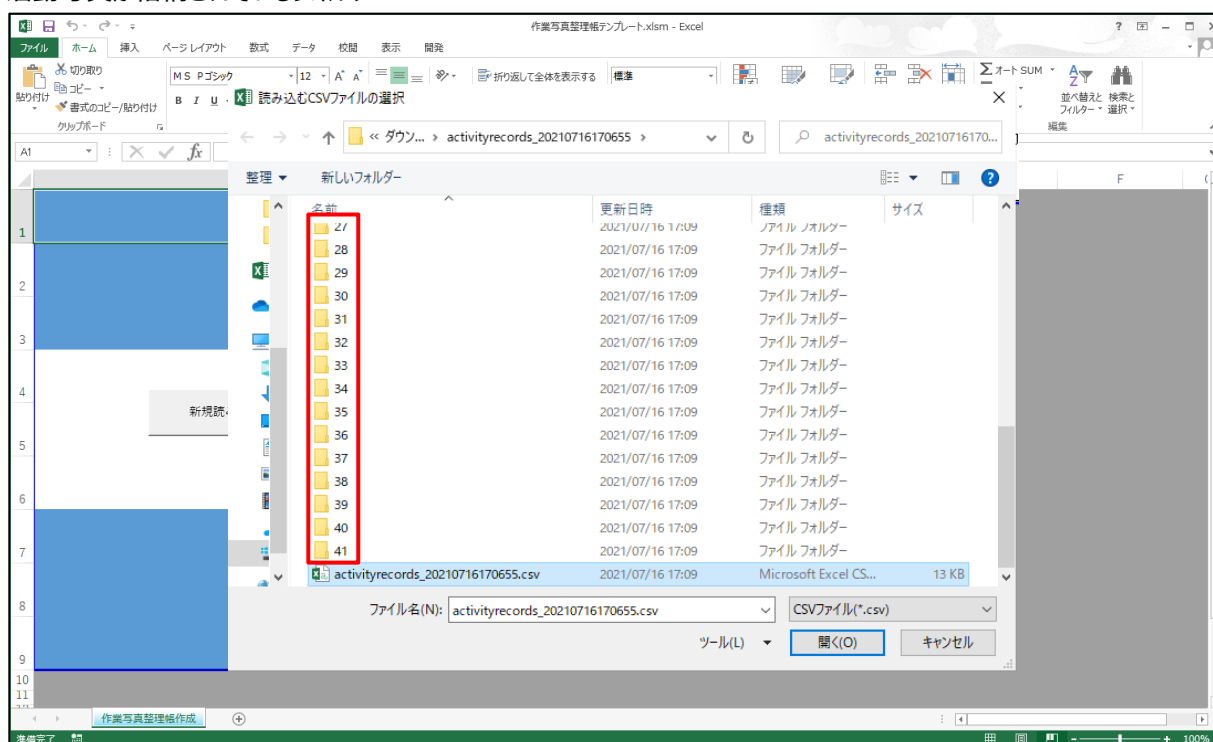 作業写真整理帳テンプレート.xlsm - Excel
ファイル ホーム 挿入 ページ レイアウト 数式 データ 校閲 表示 開発
貼り付け
切り取り
コピー
書式のコピー/貼り付け
クリップボード
MS Pゴシック 12
B I U
折り返して全体を表示する
標準
オート SUM
並べ替えと フィルター
検索と 選択
編集
A1
fx
F
読み込むCSVファイルの選択
« ダウン... › activityrecords_20210716170655 ›
activityrecords_202107161 70...
整理 新しいフォルダー
名前 更新日時 種類 サイズ
27 2021/07/16 17:09 ファイル フォルダー
28 2021/07/16 17:09 ファイル フォルダー
29 2021/07/16 17:09 ファイル フォルダー
30 2021/07/16 17:09 ファイル フォルダー
31 2021/07/16 17:09 ファイル フォルダー
32 2021/07/16 17:09 ファイル フォルダー
33 2021/07/16 17:09 ファイル フォルダー
34 2021/07/16 17:09 ファイル フォルダー
35 2021/07/16 17:09 ファイル フォルダー
36 2021/07/16 17:09 ファイル フォルダー
37 2021/07/16 17:09 ファイル フォルダー
38 2021/07/16 17:09 ファイル フォルダー
39 2021/07/16 17:09 ファイル フォルダー
40 2021/07/16 17:09 ファイル フォルダー
41 2021/07/16 17:09 ファイル フォルダー
activityrecords_20210716170655.csv 2021/07/16 17:09 Microsoft Excel CS... 13 KB
ファイル名(N): activityrecords_20210716170655.csv CSVファイル(*.csv)
ツール(L) 開く(O) キャンセル
1
2
3
4
新規読
5
6
7
8
9
10
11
作業写真整理帳作成
準備完了
100%